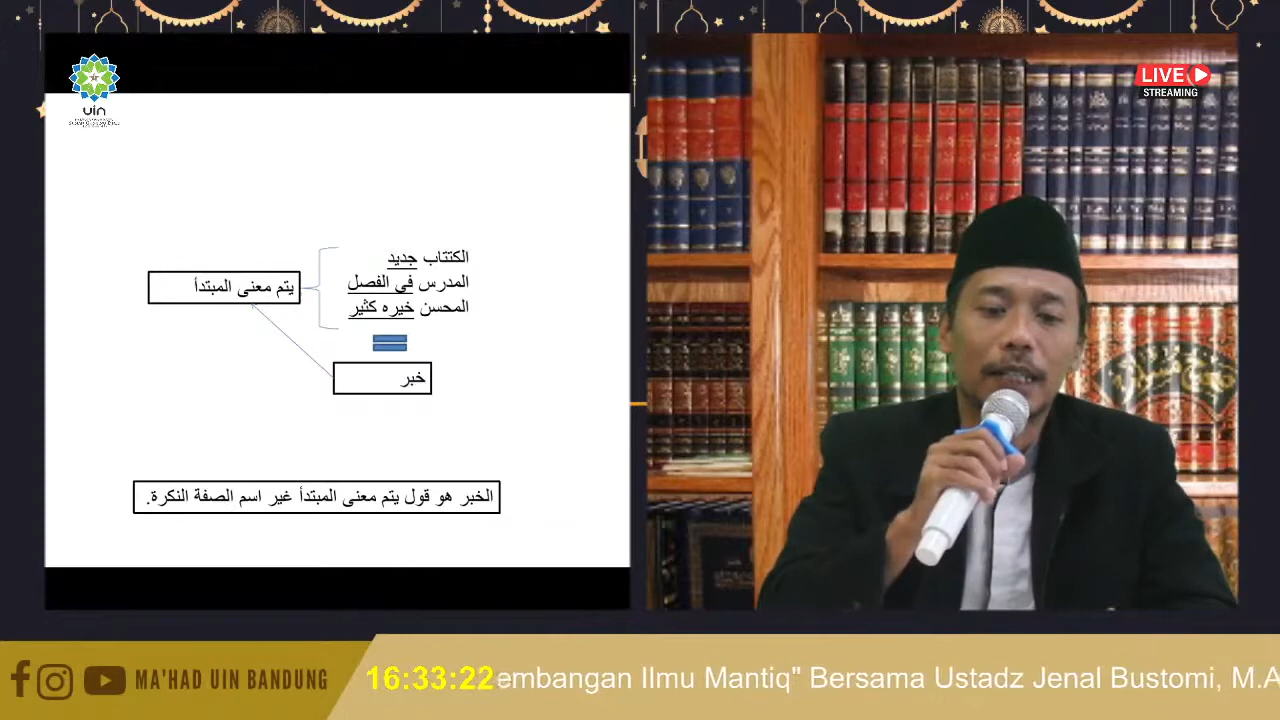 uin
LIVE
STREAMING
الكتتاب جديد
المدرس في الفصل
المحسن خيره كثير
يتم معنى المبتدأ
خبر
الخبر هو قول يتم معنى المبتدأ غير اسم الصفة النكرة.
MA'HAD UIN BANDUNG
16:33:22
embangan Ilmu Mantiq" Bersama Ustadz Jenal Bustomi, M.A